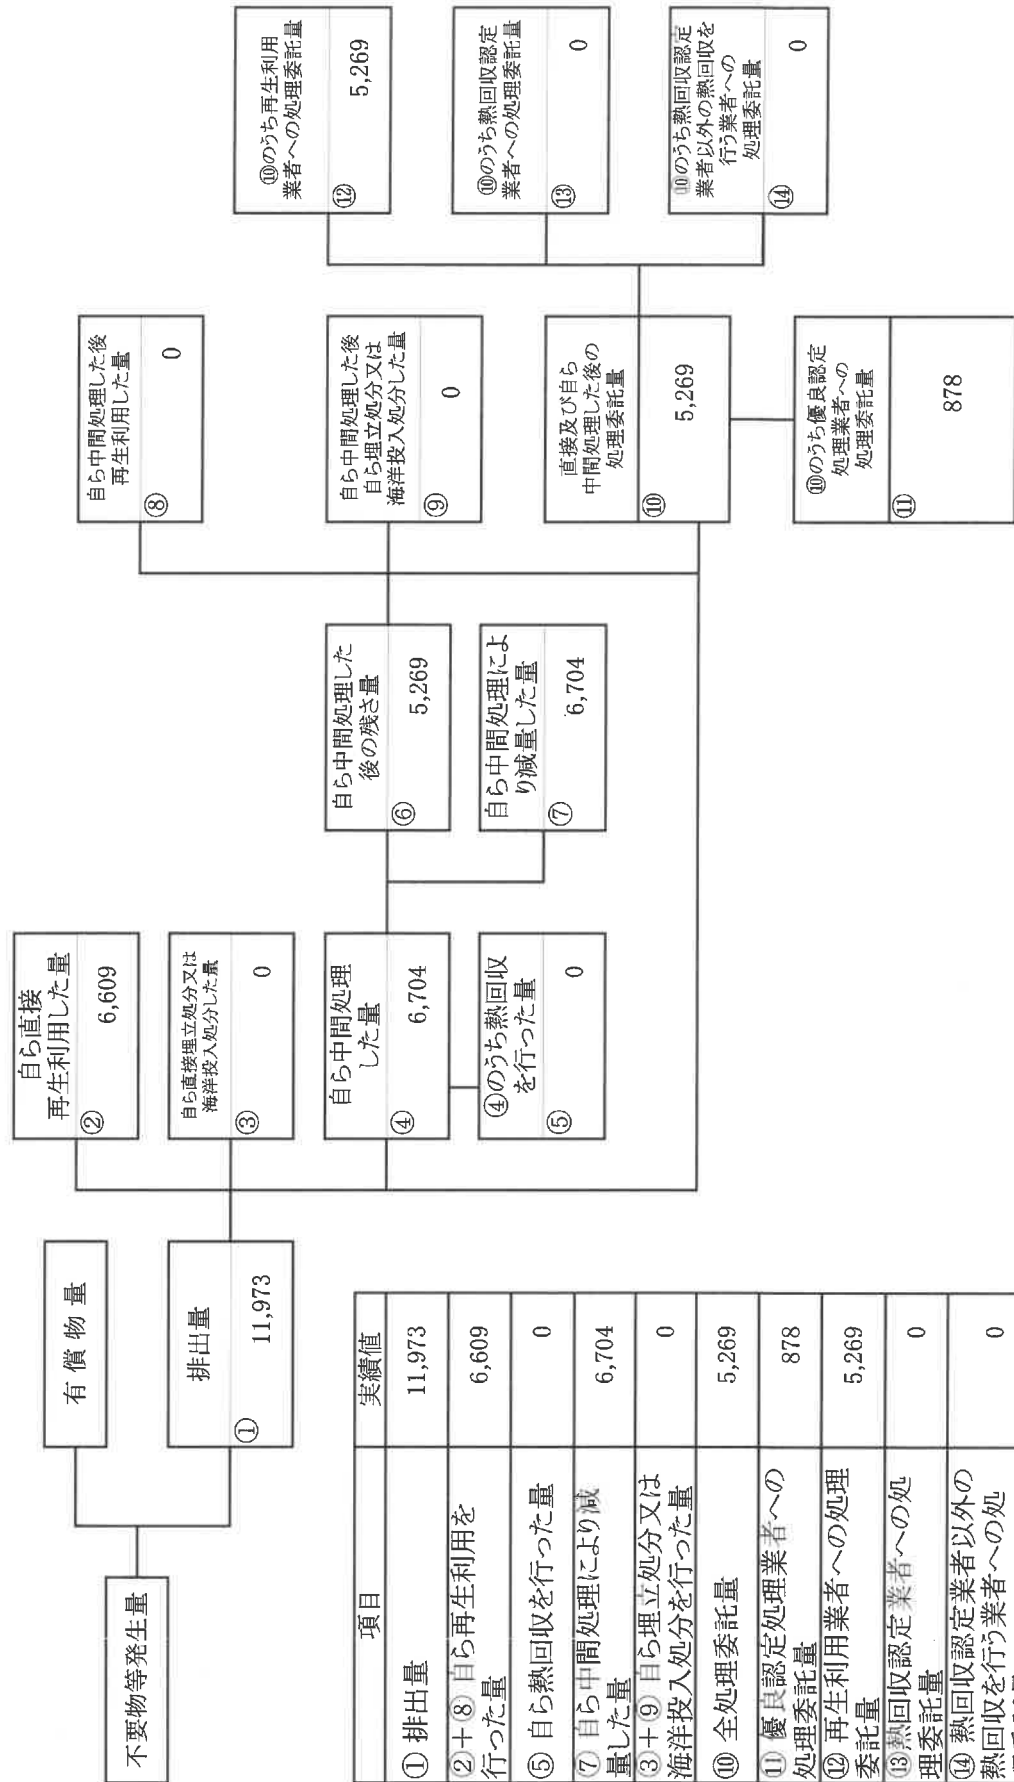 不要物等発生量
有償物量
排出量
①
11,973
自ら直接
再生利用した量
②
6,609
自ら直接埋立処分又は
海洋投入処分した量
③
0
自ら中間処理
した量
④
6,704
④のうち熱回収
を行った量
⑤
0
自ら中間処理した
後の残さ量
⑥
5,269
自ら中間処理によ
り減量した量
⑦
6,704
自ら中間処理した後
再生利用した量
⑧
0
自ら中間処理した後
自ら埋立処分又は
海洋投入処分した量
⑨
0
直接及び自ら
中間処理した後の
処理委託量
⑩
5,269
⑩のうち優良認定
処理業者への
処理委託量
⑪
878
⑩のうち再生利用
業者への処理委託量
⑫
5,269
⑩のうち熱回収認定
業者への処理委託量
⑬
0
⑩のうち熱回収認定
業者以外の熱回収を
行う業者への
処理委託量
⑭
0
項目 実績値
①排出量 11,973
②+⑧自ら再生利用を
行った量 6,609
⑤自ら熱回収を行った量 0
⑦自ら中間処理により減
量した量 6,704
③+⑨自ら埋立処分又は
海洋投入処分を行った量 0
⑩全処理委託量 5,269
⑪優良認定処理業者への
処理委託量 878
⑫再生利用業者への処理
委託量 5,269
⑬熱回収認定業者への処
理委託量 0
⑭熱回収認定業者以外の
熱回収を行う業者への処 0